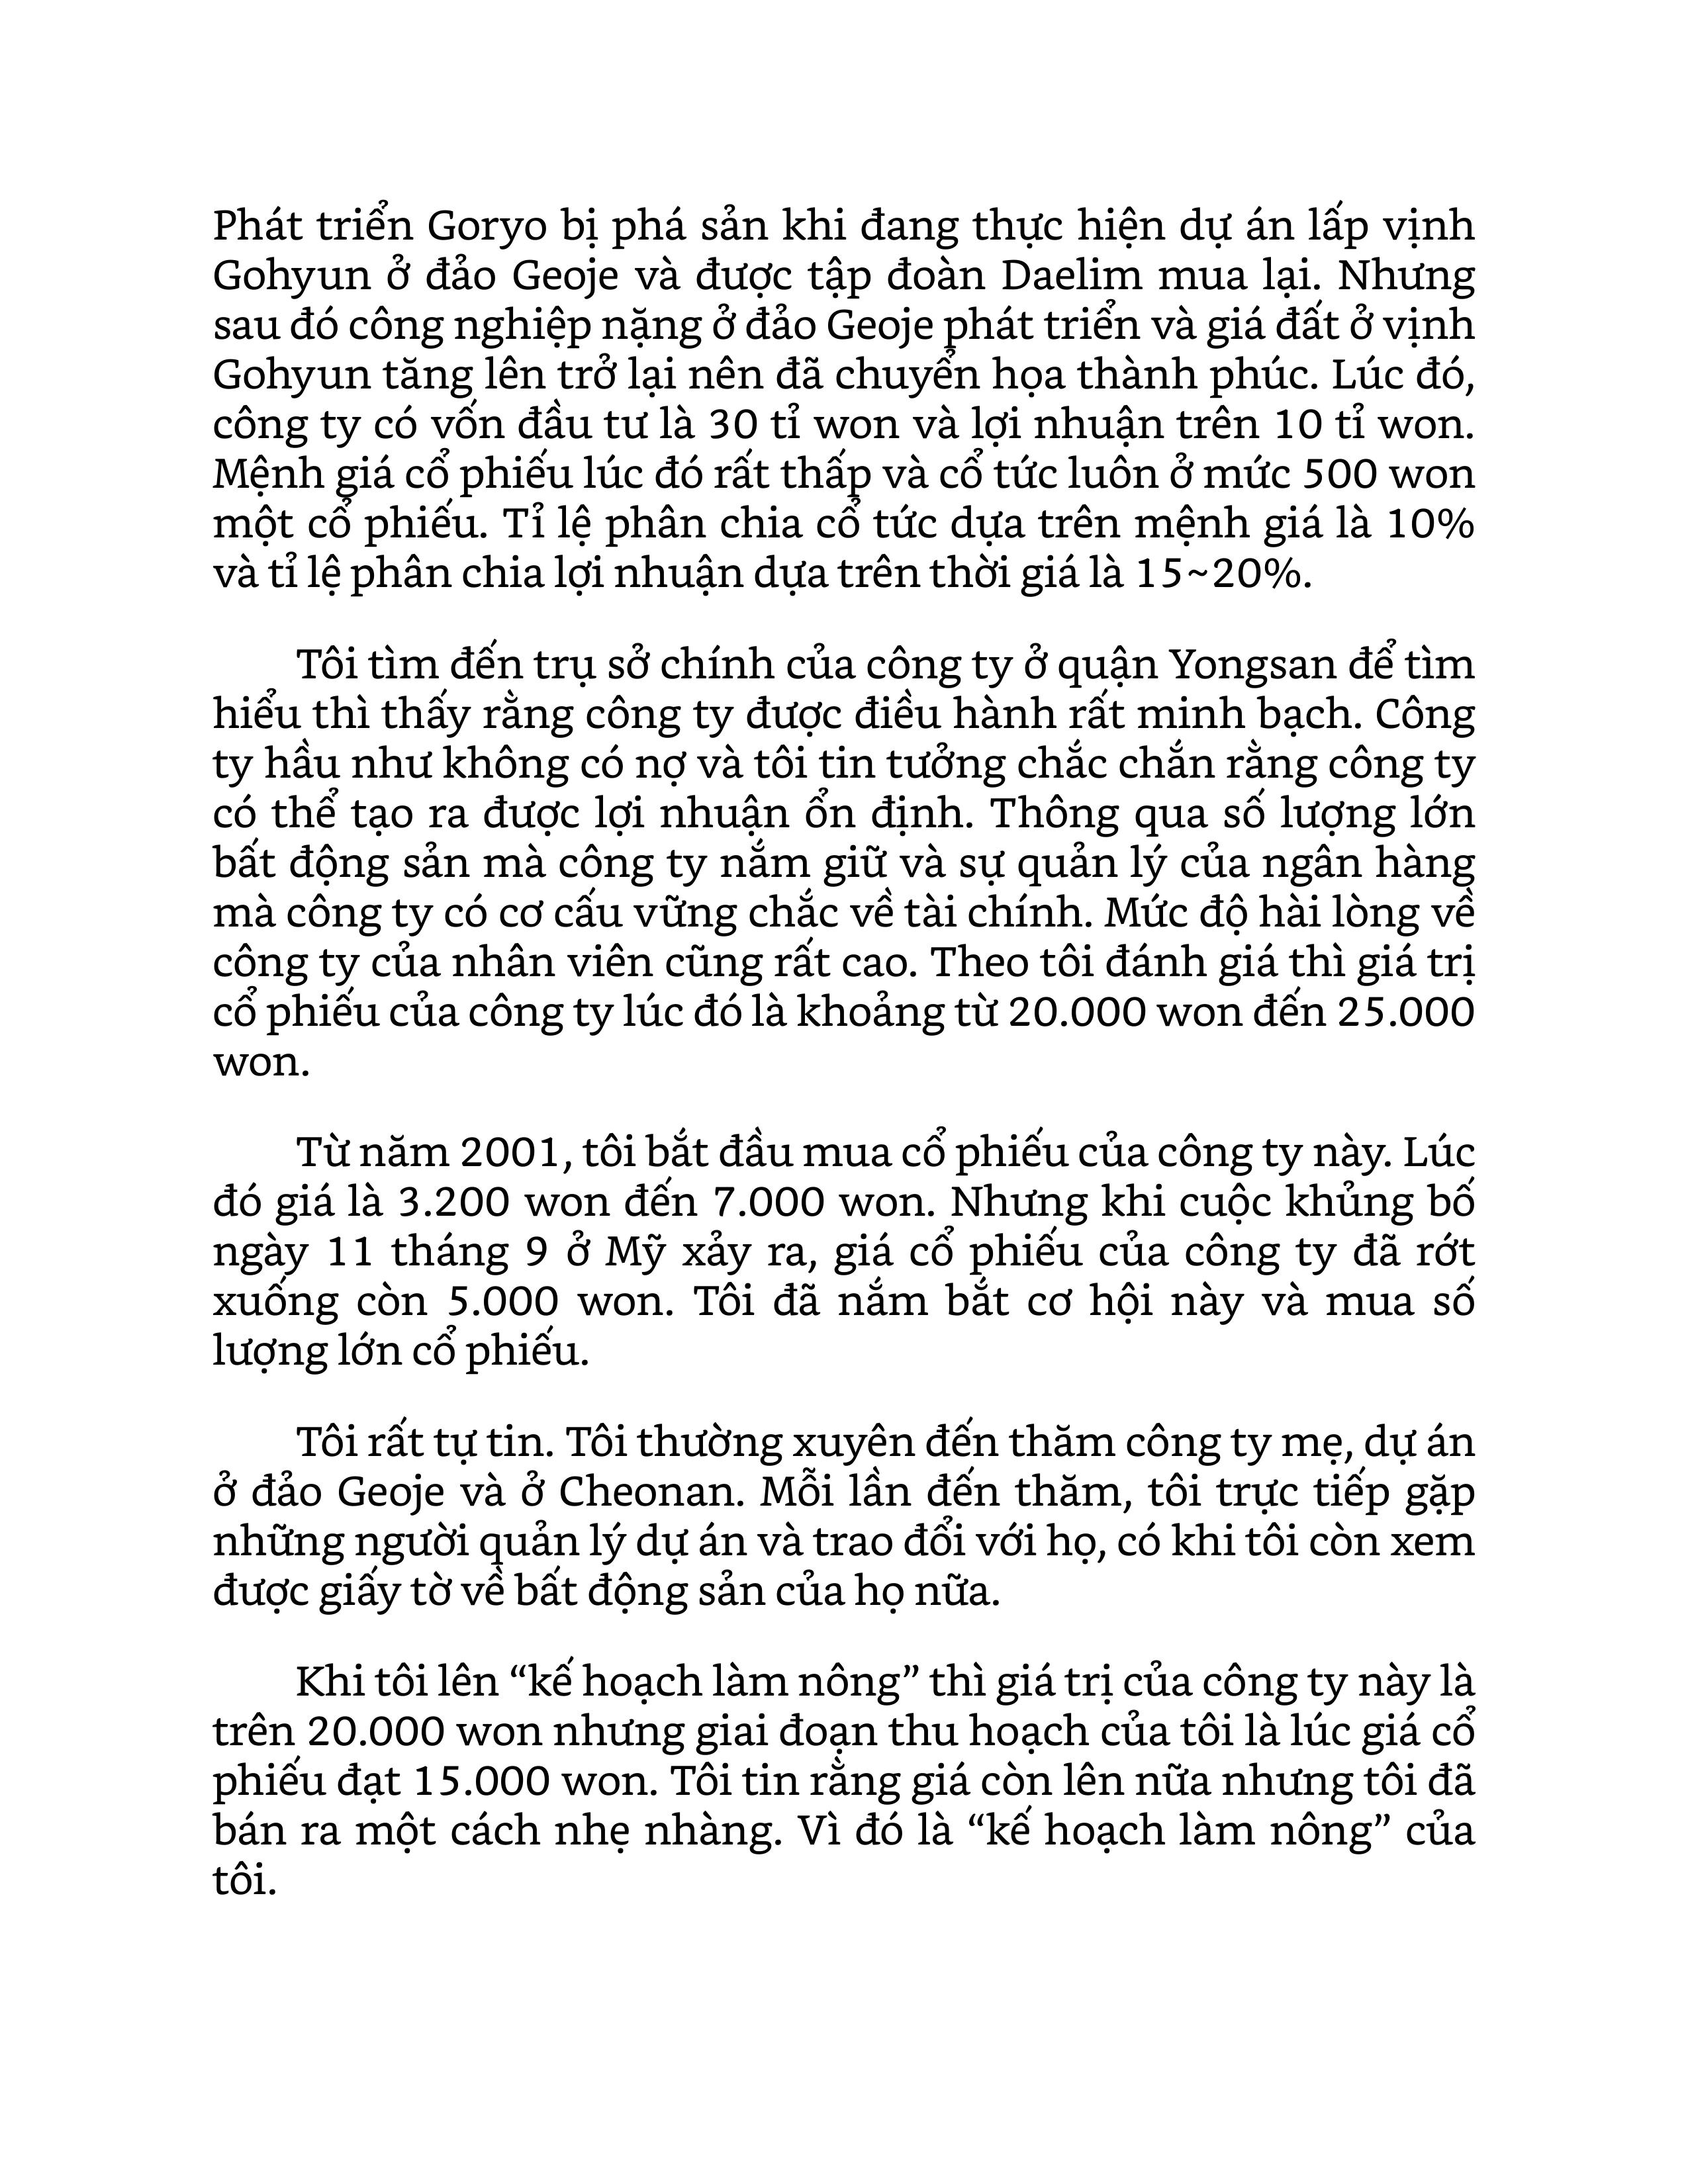 Phát triển Goryo bị phá sản khi đang thực hiện dự án lấp vịnh
Gohyun ở đảo Geoje và được tập đoàn Daelim mua lại. Nhưng
sau đó công nghiệp nặng ở đảo Geoje phát triển và giá đất ở vịnh
Gohyun tăng lên trở lại nên đã chuyển họa thành phúc. Lúc đó,
công ty có vốn đầu tư là 30 tỉ won và lợi nhuận trên 10 tỉ won.
Mệnh giá cổ phiếu lúc đó rất thấp và cổ tức luôn ở mức 500 won
một cổ phiếu. Tỉ lệ phân chia cổ tức dựa trên mệnh giá là 10%
và tỉ lệ phân chia lợi nhuận dựa trên thời giá là 15~20%.
Tôi tìm đến trụ sở chính của công ty ở quận Yongsan để tìm
hiểu thì thấy rằng công ty được điều hành rất minh bạch. Công
ty hầu như không có nợ và tôi tin tưởng chắc chắn rằng công ty
có thể tạo ra được lợi nhuận ổn định. Thông qua số lượng lớn
bất động sản mà công ty nắm giữ và sự quản lý của ngân hàng
mà công ty có cơ cấu vững chắc về tài chính. Mức độ hài lòng về
công ty của nhân viên cũng rất cao. Theo tôi đánh giá thì giá trị
cổ phiếu của công ty lúc đó là khoảng từ 20.000 won đến 25.000
won.
Từ năm 2001, tôi bắt đầu mua cổ phiếu của công ty này. Lúc
đó giá là 3.200 won đến 7.000 won. Nhưng khi cuộc khủng bố
ngày 11 tháng 9 ở Mỹ xảy ra, giá cổ phiếu của công ty đã rớt
xuống còn 5.000 won. Tôi đã nắm bắt cơ hội này và mua số
lượng lớn cổ phiếu.
Tôi rất tự tin. Tôi thường xuyên đến thăm công ty mẹ, dự án
ở đảo Geoje và ở Cheonan. Mỗi lần đến thăm, tôi trực tiếp gặp
những người quản lý dự án và trao đổi với họ, có khi tôi còn xem
được giấy tờ về bất động sản của họ nữa.
Khi tôi lên “kế hoạch làm nông” thì giá trị của công ty này là
trên 20.000 won nhưng giai đoạn thu hoạch của tôi là lúc giá cổ
phiếu đạt 15.000 won. Tôi tin rằng giá còn lên nữa nhưng tôi đã
bán ra một cách nhẹ nhàng. Vì đó là “kế hoạch làm nông” của
tôi.